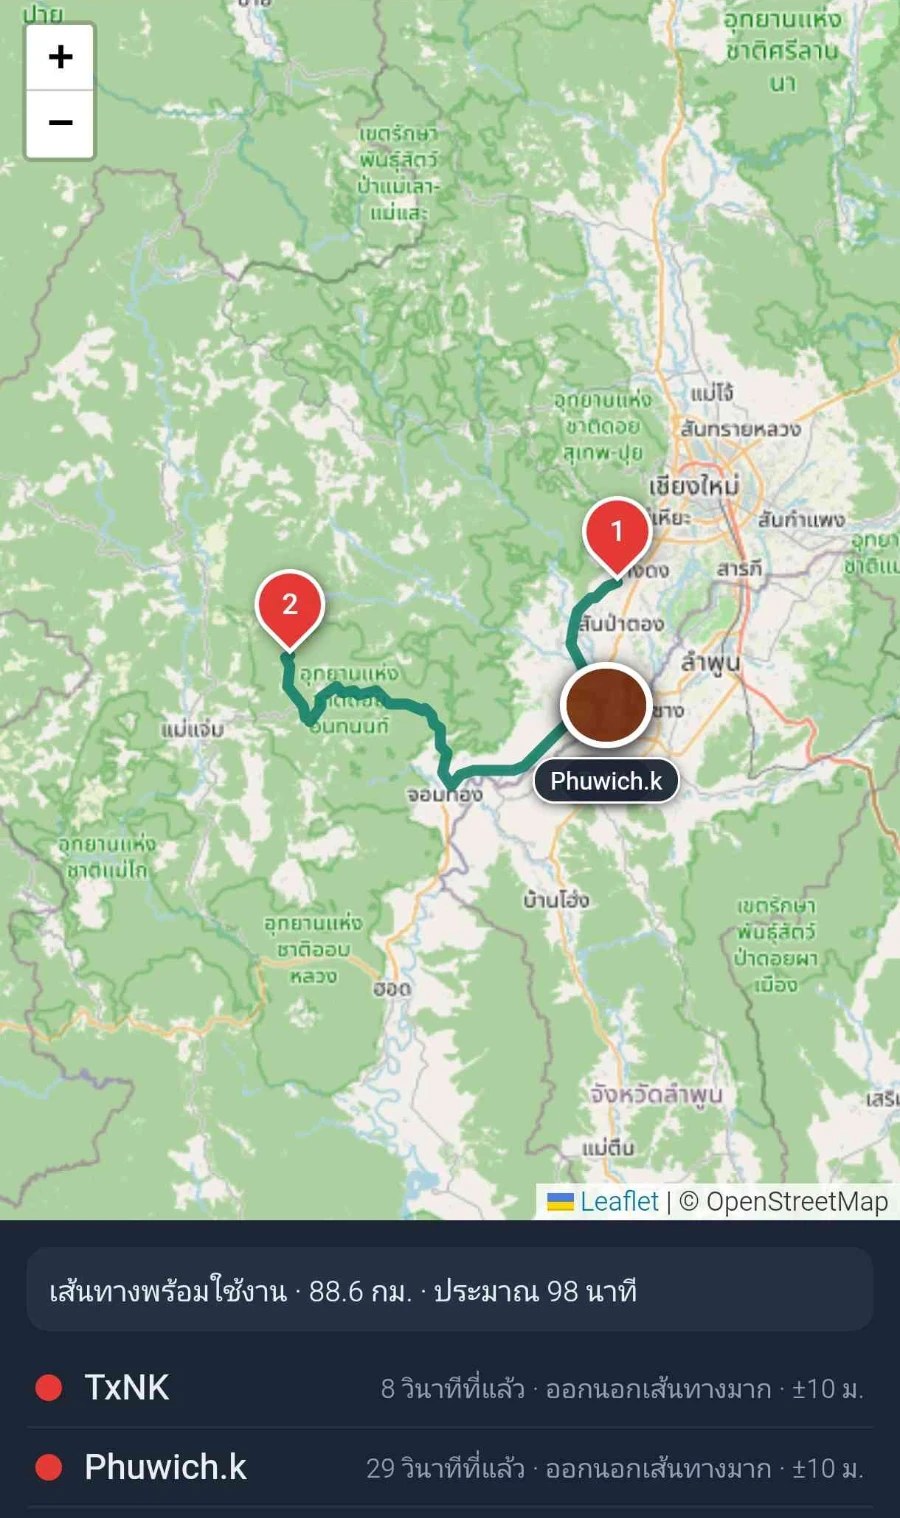 ปาย
+
−
อุทยานแห่ง
ชาติศรีลาน
นา
เขตรักษา
พันธุ์สัตว์
ป่าแม่เลา-
แม่แสะ
แม่โจ้
อุทยานแห่ง
ชาติดอย
สุเทพ-ปุย
สันทรายหลวง
เชียงใหม่
1
เหียะ
สันกำแพง
สารภี
2
สันป่าตอง
ลำพูน
อุทยานแห่ง
อินทนนท์
แม่แจ่ม
Phuwich.k
จอมทอง
อุทยานแห่ง
ชาติแม่โถ
บ้านโฮ่ง
เขตรักษา
พันธุ์สัตว์
ป่าดอยผา
เมือง
อุทยานแห่ง
ชาติออบ
หลวง
ฮอด
จังหวัดลำพูน
แม่ตืน
Leaflet | © OpenStreetMap
เส้นทางพร้อมใช้งาน · 88.6 กม. · ประมาณ 98 นาที
TxNK 8 วินาทีที่แล้ว · ออกนอกเส้นทางมาก · ±10 ม.
Phuwich.k 29 วินาทีที่แล้ว · ออกนอกเส้นทางมาก · ±10 ม.